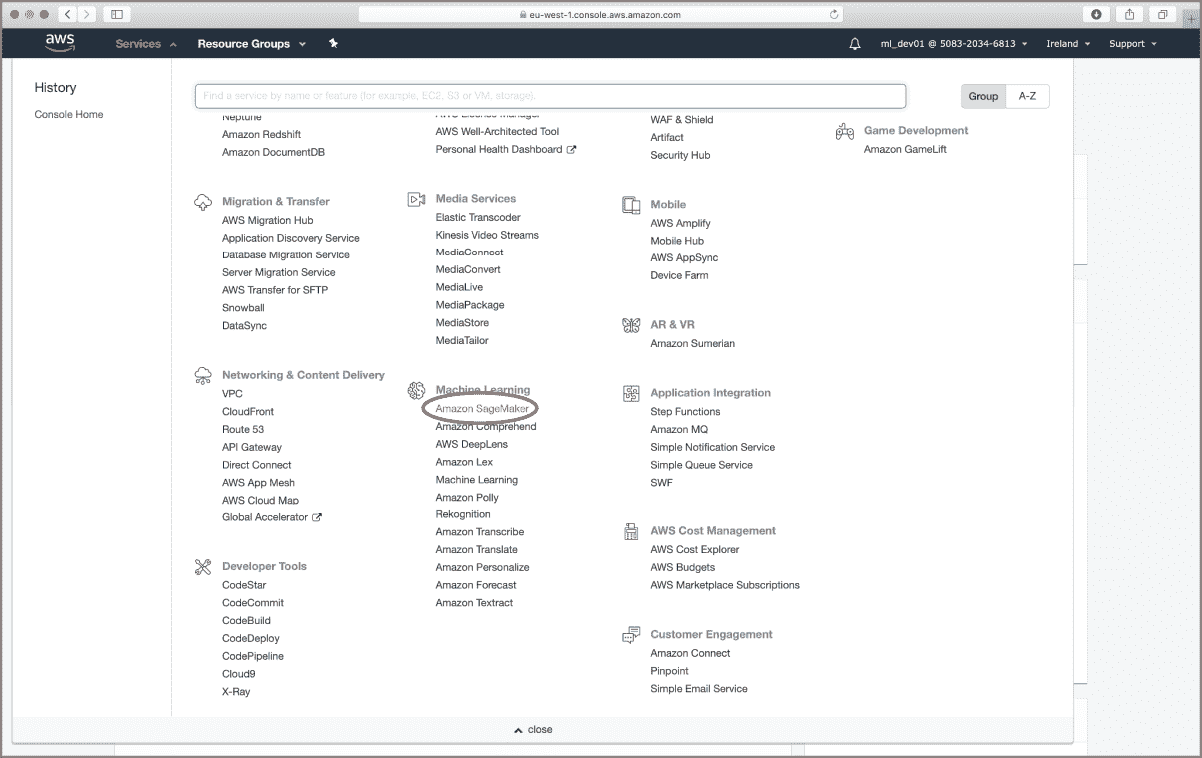 eu-west-1.console.aws.amazon.com
aws
Services
Resource Groups
ml_dev01 @ 5083-2034-6813
Ireland
Support
History
Console Home
Find a service by name or feature (for example, EC2, S3 or VM, storage).
Group
A-Z
Neptune
Amazon Redshift
Amazon DocumentDB
Migration & Transfer
AWS Migration Hub
Application Discovery Service
Database Migration Service
Server Migration Service
AWS Transfer for SFTP
Snowball
DataSync
Networking & Content Delivery
VPC
CloudFront
Route 53
API Gateway
Direct Connect
AWS App Mesh
AWS Cloud Map
Global Accelerator
Developer Tools
CodeStar
CodeCommit
CodeBuild
CodeDeploy
CodePipeline
Cloud9
X-Ray
AWS License Manager
AWS Well-Architected Tool
Personal Health Dashboard
Media Services
Elastic Transcoder
Kinesis Video Streams
MediaConnect
MediaConvert
MediaLive
MediaPackage
MediaStore
MediaTailor
Machine Learning
Amazon SageMaker
Amazon Comprehend
AWS DeepLens
Amazon Lex
Machine Learning
Amazon Polly
Rekognition
Amazon Transcribe
Amazon Translate
Amazon Personalize
Amazon Forecast
Amazon Textract
WAF & Shield
Artifact
Security Hub
Mobile
AWS Amplify
Mobile Hub
AWS AppSync
Device Farm
AR & VR
Amazon Sumerian
Application Integration
Step Functions
Amazon MQ
Simple Notification Service
Simple Queue Service
SWF
AWS Cost Management
AWS Cost Explorer
AWS Budgets
AWS Marketplace Subscriptions
Customer Engagement
Amazon Connect
Pinpoint
Simple Email Service
Game Development
Amazon GameLift
close